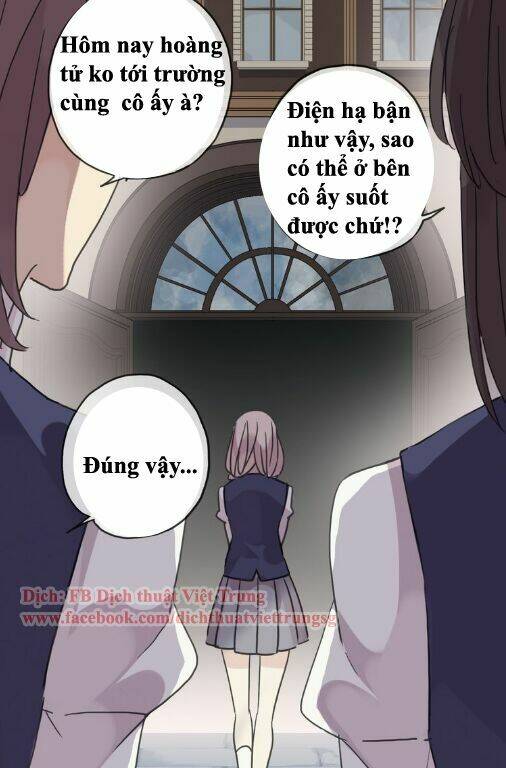 Hôm nay hoàng
tử ko tới trường
cùng cô ấy à?
Điện hạ bận
như vậy, sao
có thể ở bên
cô ấy suốt
được chứ!?
Đúng vậy...
Dịch: FB Dịch thuật Việt Trung
www.facebook.com/dichthuatviettrungsg